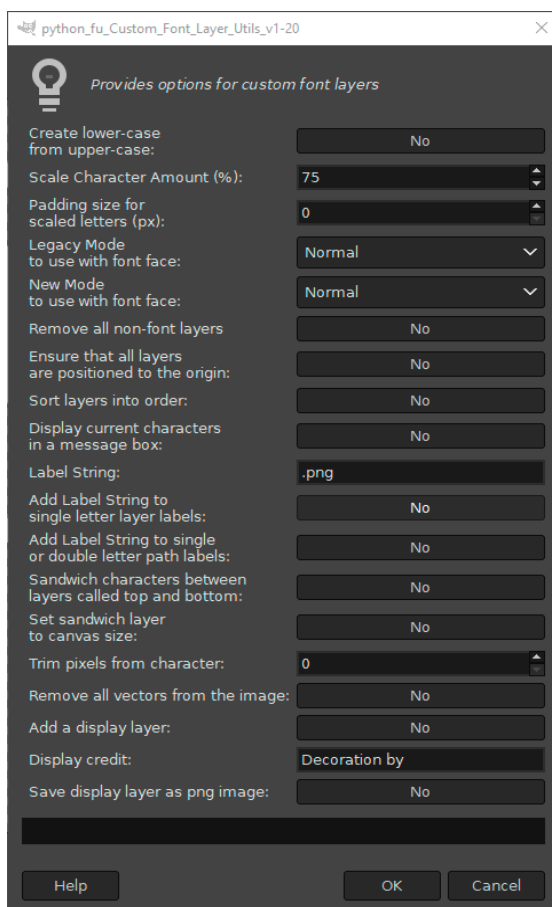 python_fu_Custom_Font_Layer_Utils_v1-20
Provides options for custom font layers
Create lower-case
from upper-case:
No
Scale Character Amount (%):
75
Padding size for
scaled letters (px):
0
Legacy Mode
to use with font face:
Normal
New Mode
to use with font face:
Normal
Remove all non-font layers
No
Ensure that all layers
are positioned to the origin:
No
Sort layers into order:
No
Display current characters
in a message box:
No
Label String:
.png
Add Label String to
single letter layer labels:
No
Add Label String to single
or double letter path labels:
No
Sandwich characters between
layers called top and bottom:
No
Set sandwich layer
to canvas size:
No
Trim pixels from character:
0
Remove all vectors from the image:
No
Add a display layer:
No
Display credit:
Decoration by
Save display layer as png image:
No
Help
OK
Cancel